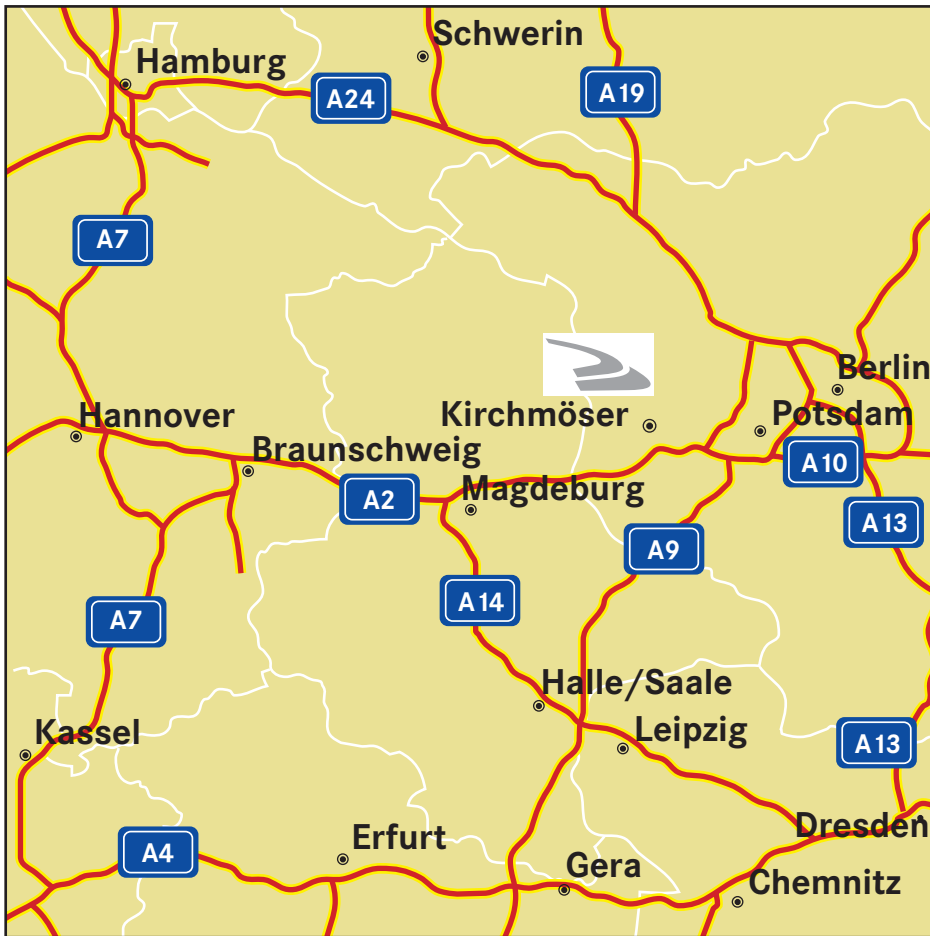 Schwerin
Hamburg
A24
A19
A7
Berlin
Kirchmöser
Potsdam
Hannover
Braunschweig
A10
A2
Magdeburg
A13
A9
A14
A7
Halle/Saale
Kassel
Leipzig
A13
Dresden
Erfurt
A4
Gera
Chemnitz